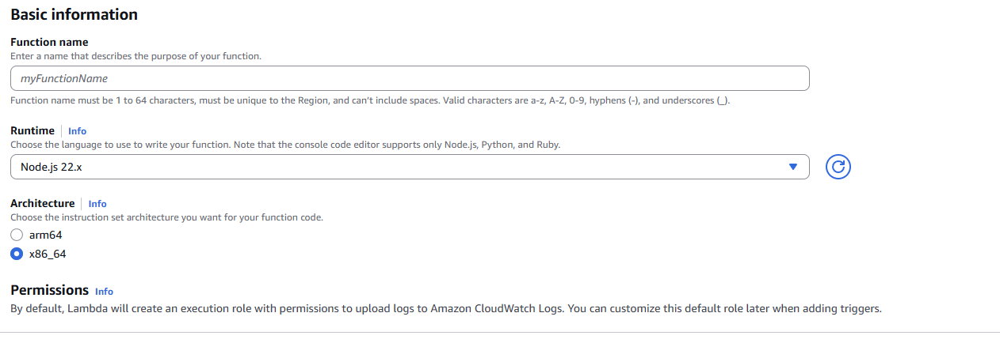 Basic information
Function name
Enter a name that describes the purpose of your function.
myFunctionName
Function name must be 1 to 64 characters, must be unique to the Region, and can't include spaces. Valid characters are a-z, A-Z, 0-9, hyphens (-), and underscores (_).
Runtime Info
Choose the language to use to write your function. Note that the console code editor supports only Node.js, Python, and Ruby.
Node.js 22.x
Architecture Info
Choose the instruction set architecture you want for your function code.
arm64
x86_64
Permissions Info
By default, Lambda will create an execution role with permissions to upload logs to Amazon CloudWatch Logs. You can customize this default role later when adding triggers.